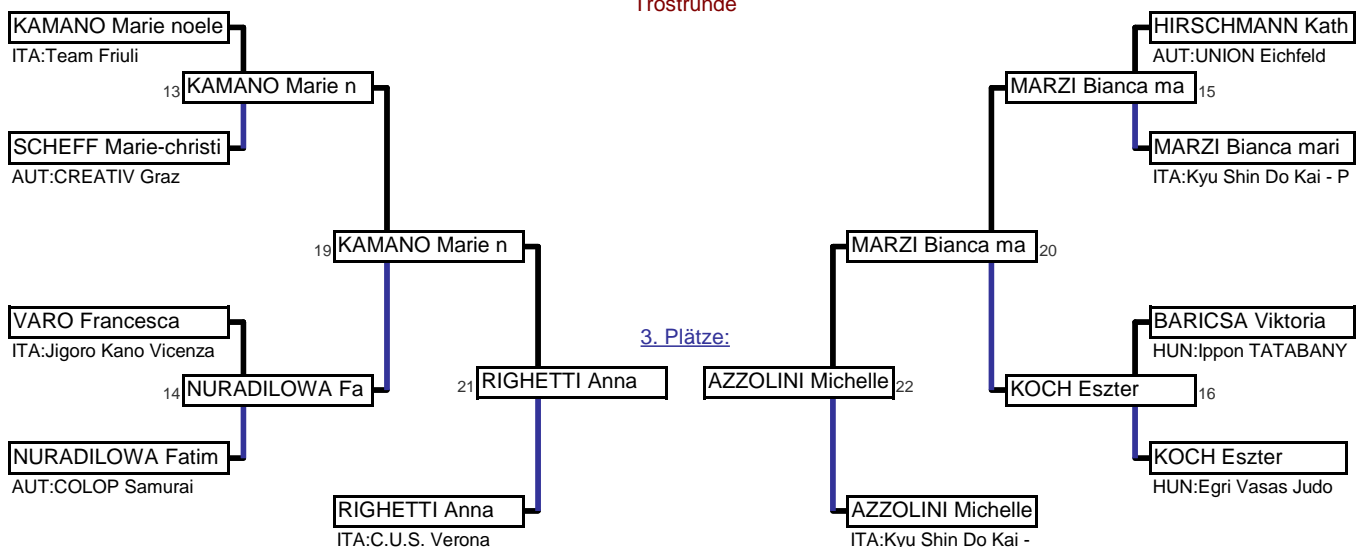 Trostrunde
KAMANO Marie noele
ITA:Team Friuli
13 KAMANO Marie n
SCHEFF Marie-christi
AUT:CREATIV Graz
19 KAMANO Marie n
VARO Francesca
ITA:Jigoro Kano Vicenza
14 NURADILOWA Fa
NURADILOWA Fatim
AUT:COLOP Samurai
21 RIGHETTI Anna
RIGHETTI Anna
ITA:C.U.S. Verona
3. Plätze:
HIRSCHMANN Kath
AUT:UNION Eichfeld
MARZI Bianca ma 15
MARZI Bianca mari
ITA:Kyu Shin Do Kai - P
MARZI Bianca ma 20
BARICSA Viktoria
HUN:Ippon TATABANY
AZZOLINI Michelle 22
KOCH Eszter 16
KOCH Eszter
HUN:Egri Vasas Judo
AZZOLINI Michelle
ITA:Kyu Shin Do Kai -